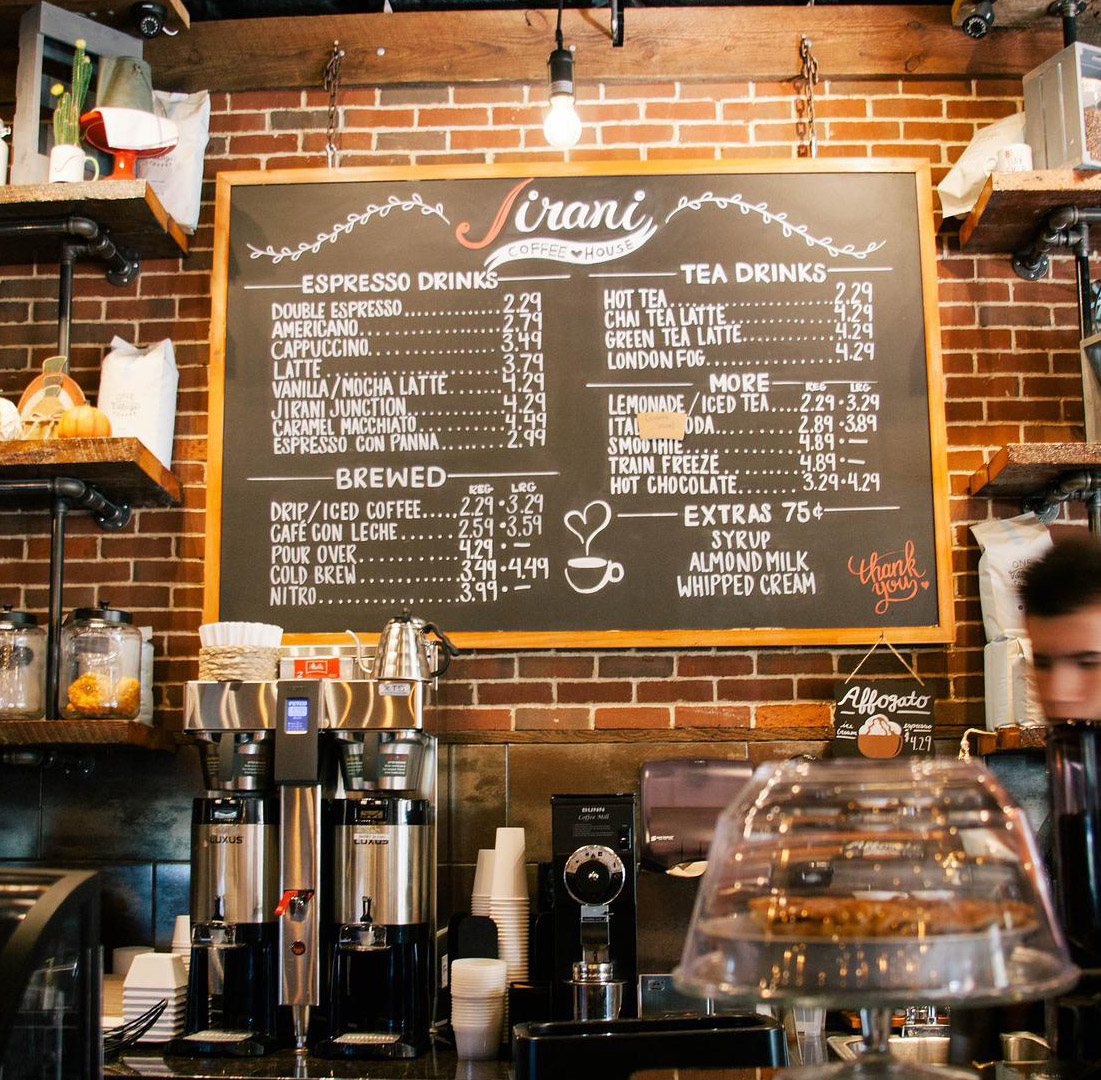 Jirani
COFFEE HOUSE
ESPRESSO DRINKS
DOUBLE ESPRESSO.............2.29
AMERICANO..................2.79
CAPPUCCINO.................3.49
LATTE......................3.79
VANILLA/MOCHA LATTE........4.29
JIRANI JUNCTION............4.29
CARAMEL MACCHIATO..........4.49
ESPRESSO CON PANNA.........2.99
BREWED
REG LRG
DRIP/ICED COFFEE.....2.29 • 3.29
CAFÉ CON LECHE.......2.59 • 3.59
POUR OVER............4.29 • —
COLD BREW............3.49 • 4.49
NITRO................3.99 • —
TEA DRINKS
HOT TEA....................2.29
CHAI TEA LATTE.............4.29
GREEN TEA LATTE............4.29
LONDON FOG.................4.29
MORE
REG LRG
LEMONADE/ICED TEA....2.29 • 3.29
2.89 • 3.89
SMOOTHIE.............4.89 • —
TRAIN FREEZE.........4.89 • —
HOT CHOCOLATE........3.29 • 4.29
EXTRAS 75¢
SYRUP
ALMOND MILK
WHIPPED CREAM
thank
you
Affogato
ice cream
espresso
$4.29
Melitta
LUXUS
LUXUS
BUNN
Coffee Mill